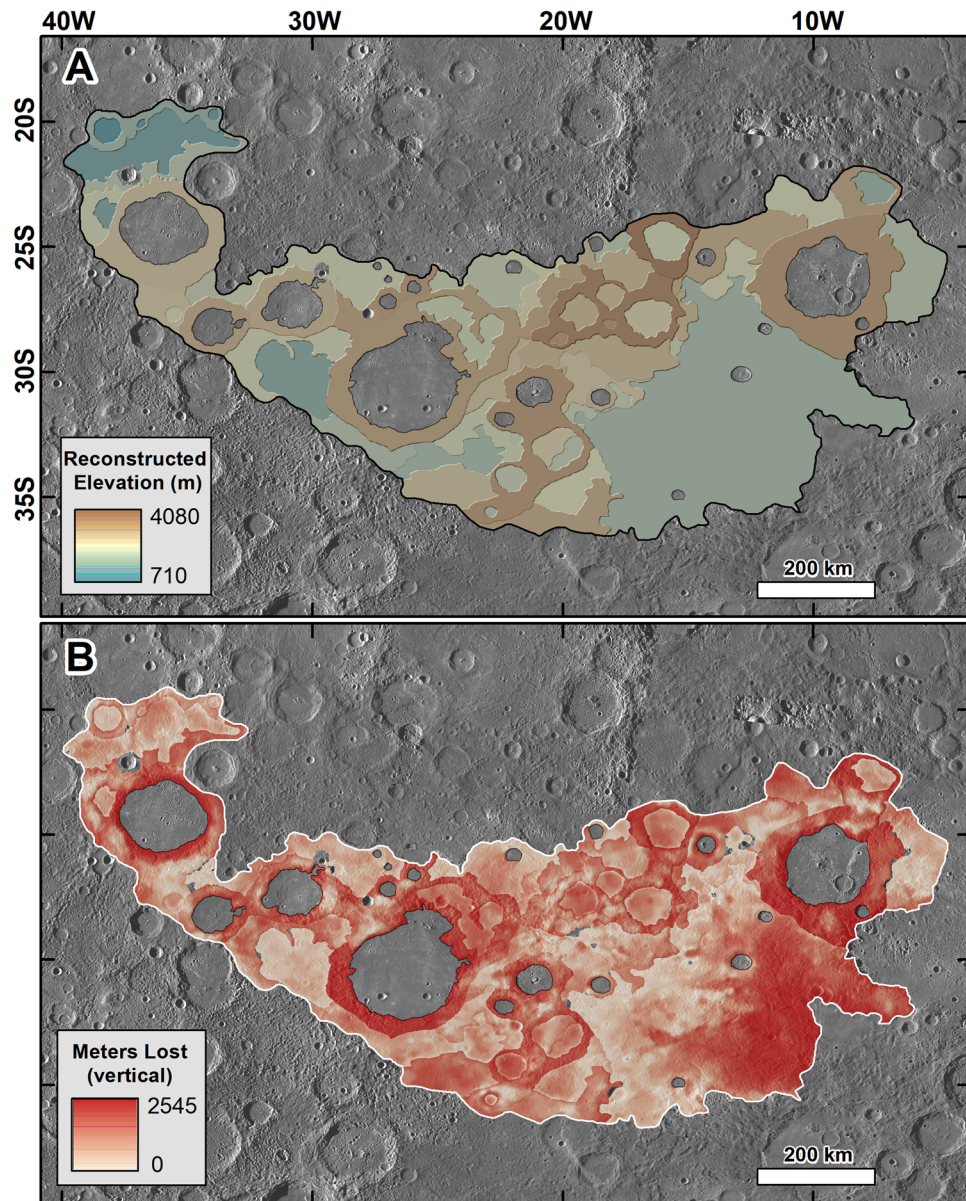 40W 30W 20W 10W
A
20S
25S
30S
35S
Reconstructed
Elevation (m)
4080
710
200 km
B
Meters Lost
(vertical)
2545
0
200 km